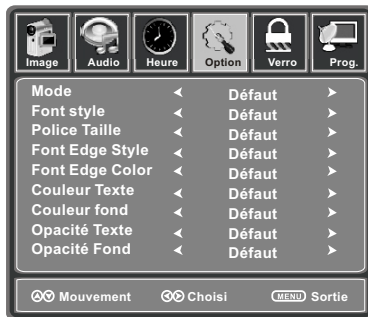 Image Audio Heure Option Verro Prog.
Mode Défaut
Font style Défaut
Police Taille Défaut
Font Edge Style Défaut
Font Edge Color Défaut
Couleur Texte Défaut
Couleur fond Défaut
Opacité Texte Défaut
Opacité Fond Défaut
Mouvement Choisi MENU Sortie